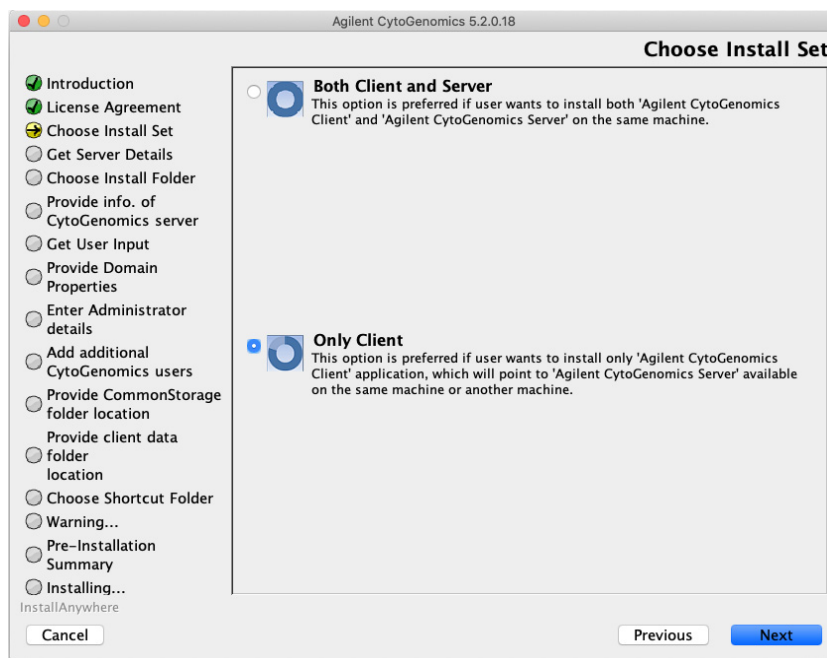 Agilent CytoGenomics 5.2.0.18
Choose Install Set
Introduction
License Agreement
Choose Install Set
Get Server Details
Choose Install Folder
Provide info. of
CytoGenomics server
Get User Input
Provide Domain
Properties
Enter Administrator
details
Add additional
CytoGenomics users
Provide CommonStorage
folder location
Provide client data
folder
location
Choose Shortcut Folder
Warning...
Pre-Installation
Summary
Installing...
Both Client and Server
This option is preferred if user wants to install both 'Agilent CytoGenomics
Client' and 'Agilent CytoGenomics Server' on the same machine.
Only Client
This option is preferred if user wants to install only 'Agilent CytoGenomics
Client' application, which will point to 'Agilent CytoGenomics Server' available
on the same machine or another machine.
InstallAnywhere
Cancel
Previous
Next